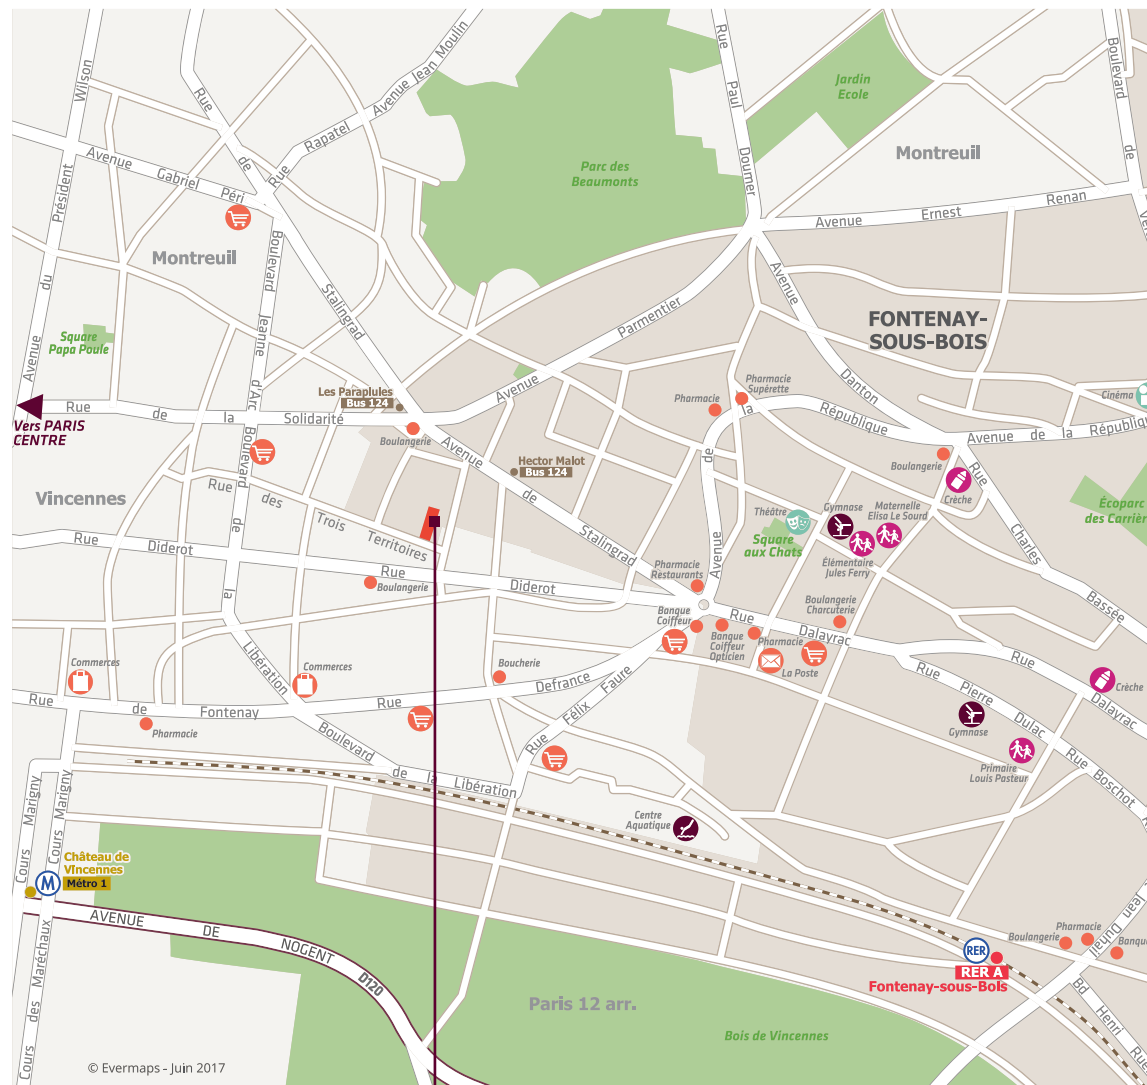 Wilson
Président
du
Avenue
Rue
de
Stalingrad
Avenue
Gabriel
Péri
Rue
Rapatel
Avenue Jean Moulin
Rue
Paul
Doumer
Jardin
Ecole
Boulevard
de
Montreuil
Parc des
Beaumonts
Avenue
Ernest
Renan
Montreuil
Boulevard
Jeanne
d'Arc
Square
Papa Poule
Parmentier
Avenue
Avenue
Danton
FONTENAY-
SOUS-BOIS
Les Paraplules
Bus 124
Rue
de
la
Solidarité
Vers PARIS
CENTRE
Boulangerie
Pharmacie
Supérette
Pharmacie
la
République
Cinéma
Avenue de la République
Avenue
de
Stalingrad
Hector Malot
Bus 124
Boulangerie
Crèche
Rue
Charles
Bassée
Vincennes
Boulevard
de
la
Libération
Rue
des
Trois
Territoires
Avenue
de
Théâtre
Gymnase
Maternelle
Elisa Le Sourd
Square
aux Chats
Élémentaire
Jules Ferry
Écoparc
des Carrièr
Rue
Diderot
Rue
Diderot
Boulangerie
Pharmacie
Restaurants
Boulangerie
Charcuterie
Banque
Coiffeur
Banque
Coiffeur
Opticien
Pharmacie
La Poste
Rue
Dalayrac
Rue
Dalayrac
Crèche
Commerces
Commerces
Boucherie
Rue
de
Fontenay
Rue
Defrance
Rue
Félix
Faure
Pharmacie
Rue
Pierre
Dulac
Gymnase
Primaire
Louis Pasteur
Rue
Boschot
Boulevard
de
la
Libération
Cours Marigny
Cours Marigny
Centre
Aquatique
Château de
Vincennes
Métro 1
M
AVENUE
DE
NOGENT
D120
Cours des Maréchaux
Boulangerie
Pharmacie
Banque
Jean Duhail
RER
RER A
Fontenay-sous-Bois
Bd
Henri
Rue
Paris 12 arr.
Bois de Vincennes
© Evermaps - Juin 2017